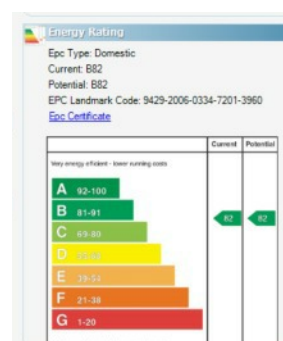 Energy Rating
Epc Type: Domestic
Current: B82
Potential: B82
EPC Landmark Code: 9429-2006-0334-7201-3960
Epc Certificate
Current Potential
Very energy efficient - lower running costs
A 92-100
B 81-91
82 82
C 69-80
D
E 39-54
F 21-38
G 1-20